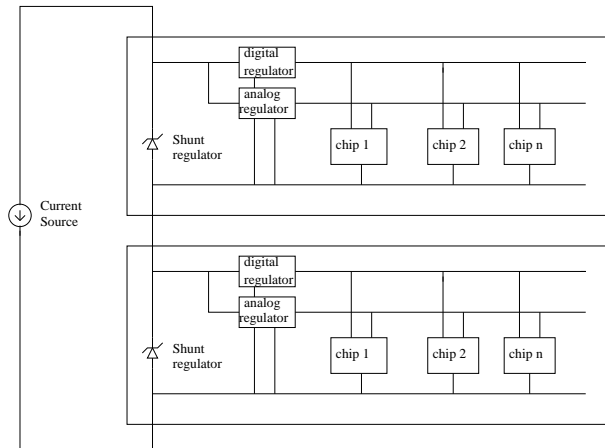 digital
regulator
analog
regulator
Shunt
regulator
chip 1
chip 2
chip n
Current
Source
digital
regulator
analog
regulator
Shunt
regulator
chip 1
chip 2
chip n